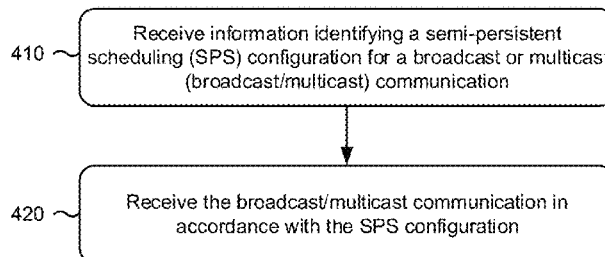 410
Receive information identifying a semi-persistent
scheduling (SPS) configuration for a broadcast or multicast
(broadcast/multicast) communication
420
Receive the broadcast/multicast communication in
accordance with the SPS configuration